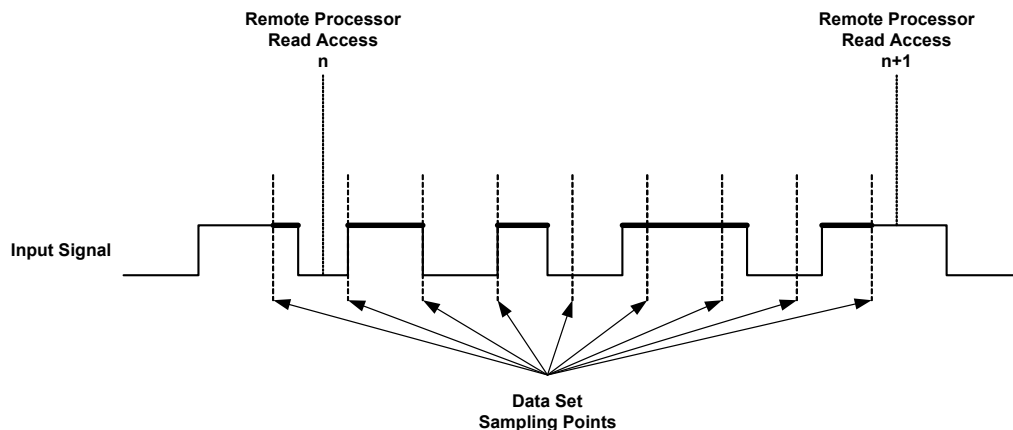 Remote Processor
Read Access
n
Remote Processor
Read Access
n+1
Input Signal
Data Set
Sampling Points